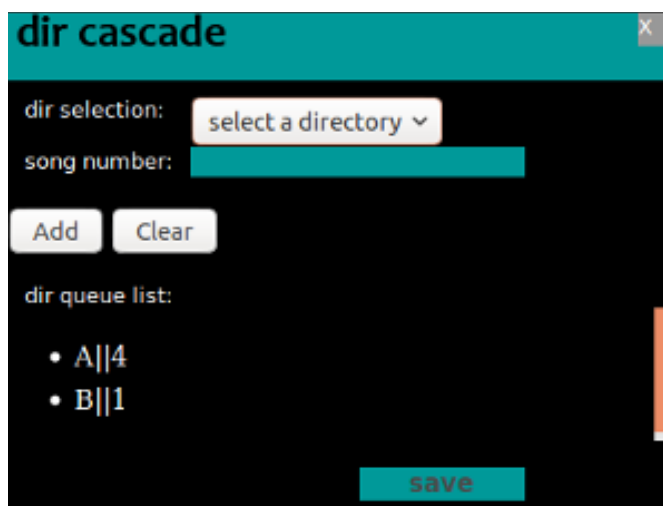 dir cascade
X
dir selection: select a directory
song number:
Add Clear
dir queue list:
• A||4
• B||1
save